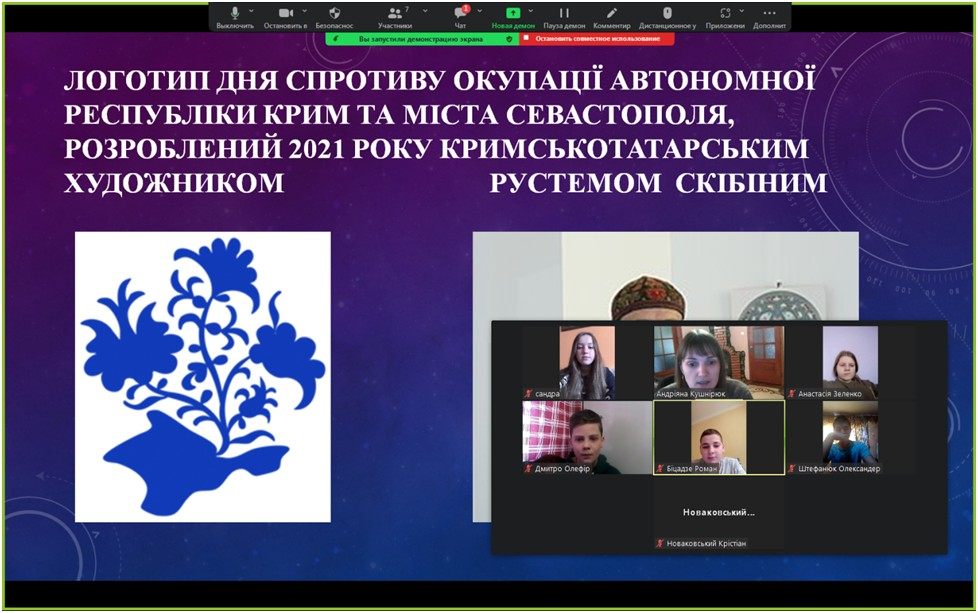 Выключить
Остановить в
Безопаснос
7
Участники
1
Чат
Новая демон
Пауза демон
Комментир
Дистанционное у
Приложени
Дополнит
Вы запустили демонстрацию экрана
Остановить совместное использование
ЛОГОТИП ДНЯ СПРОТИВУ ОКУПАЦІЇ АВТОНОМНОЇ
РЕСПУБЛІКИ КРИМ ТА МІСТА СЕВАСТОПОЛЯ,
РОЗРОБЛЕНИЙ 2021 РОКУ КРИМСЬКОТАТАРСЬКИМ
ХУДОЖНИКОМ РУСТЕМОМ СКІБІНИМ
сандра
Андріяна Кушнірюк
Анастасія Зеленко
Дмитро Олефір
Біцадзе Роман
Штефанюк Олександер
Новаковський...
Новаковський Крістіан